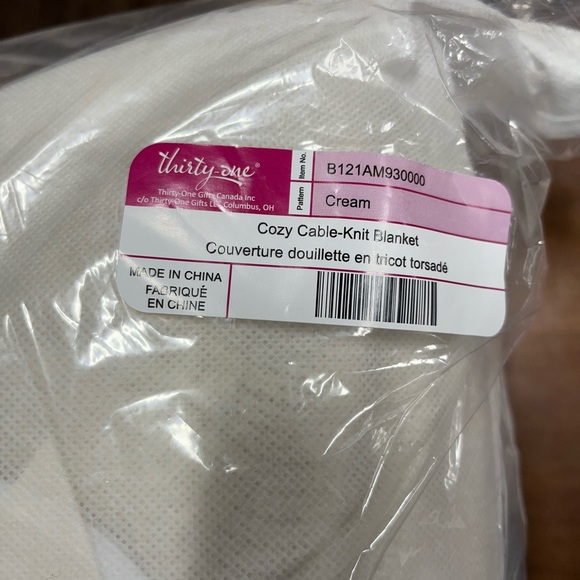 thirty-one®
Thirty-One Gifts Canada Inc
c/o Thirty-One Gifts LLC Columbus, OH
Item No.
B121AM930000
Pattern
Cream
Cozy Cable-Knit Blanket
Couverture douillette en tricot torsadé
MADE IN CHINA
FABRIQUÉ
EN CHINE